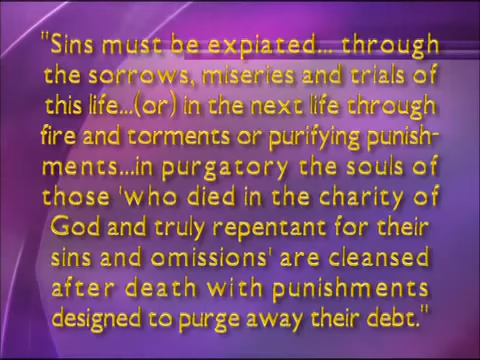 "Sins must be expiated... through
the sorrows, miseries and trials of
this life...(or) in the next life through
fire and torments or purifying punish-
ments...in purgatory the souls of
those 'who died in the charity of
God and truly repentant for their
sins and omissions' are cleansed
after death with punishments
designed to purge away their debt."